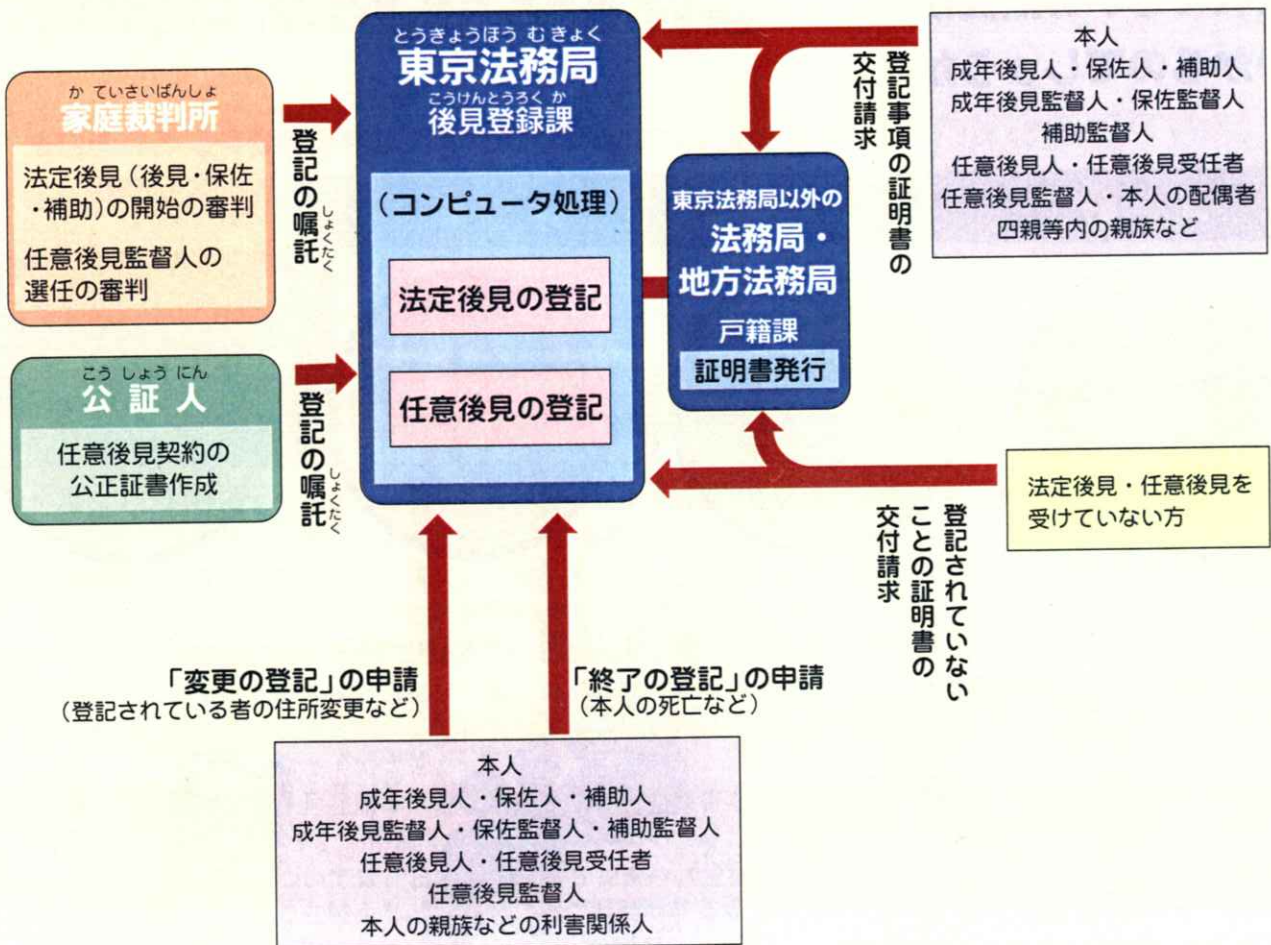 かていさいばんしょ
家庭裁判所
法定後見(後見・保佐
・補助)の開始の審判
任意後見監督人の
選任の審判
登記の嘱託
しょくたく
こうしょうにん
公証人
任意後見契約の
公正証書作成
登記の嘱託
しょくたく
とうきょうほうむきょく
東京法務局
こうけんとうろくか
後見登録課
(コンピュータ処理)
法定後見の登記
任意後見の登記
東京法務局以外の
法務局・
地方法務局
戸籍課
証明書発行
登記事項の証明書の
交付請求
本人
成年後見人・保佐人・補助人
成年後見監督人・保佐監督人
補助監督人
任意後見人・任意後見受任者
任意後見監督人・本人の配偶者
四親等内の親族など
登記されていない
ことの証明書の
交付請求
法定後見・任意後見を
受けていない方
「変更の登記」の申請
(登記されている者の住所変更など)
「終了の登記」の申請
(本人の死亡など)
本人
成年後見人・保佐人・補助人
成年後見監督人・保佐監督人・補助監督人
任意後見人・任意後見受任者
任意後見監督人
本人の親族などの利害関係人